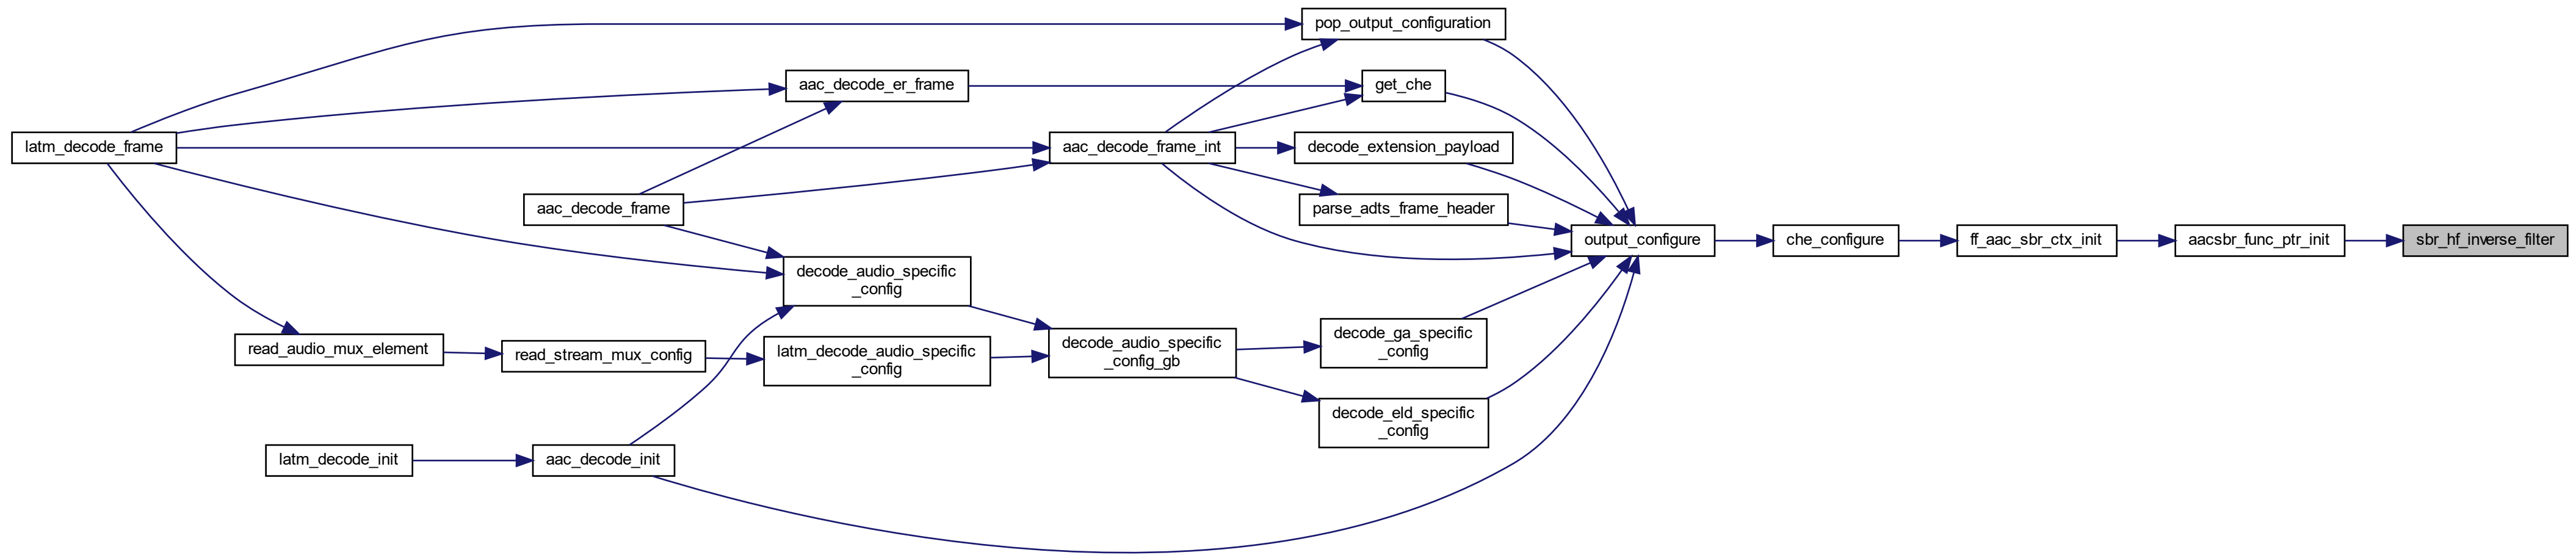 pop_output_configuration
aac_decode_er_frame
get_che
latm_decode_frame
aac_decode_frame_int
decode_extension_payload
aac_decode_frame
parse_adts_frame_header
output_configure
che_configure
ff_aac_sbr_ctx_init
aacsbr_func_ptr_init
sbr_hf_inverse_filter
decode_audio_specific
_config
read_audio_mux_element
read_stream_mux_config
latm_decode_audio_specific
_config
decode_audio_specific
_config_gb
decode_ga_specific
_config
decode_eld_specific
_config
latm_decode_init
aac_decode_init